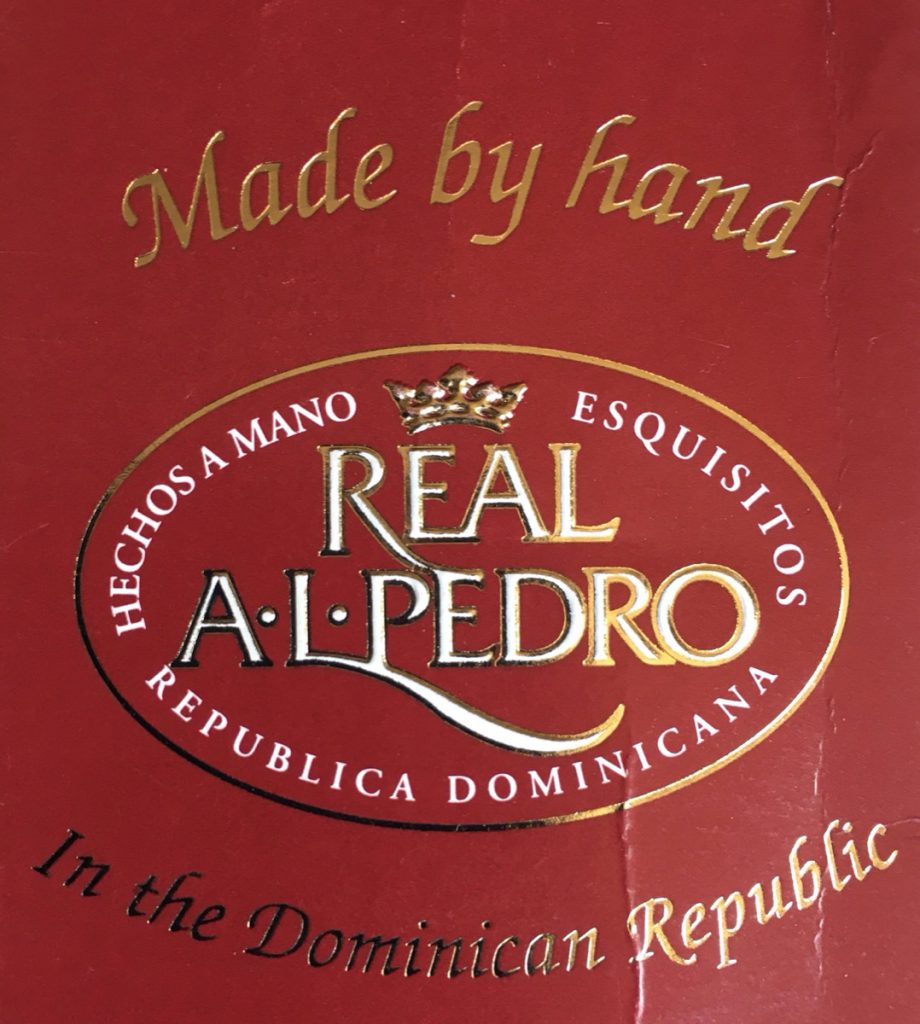 Made by hand
HECHOS A MANO
ESQUISITOS
REAL
A·L·PEDRO
REPUBLICA DOMINICANA
In the Dominican Republic